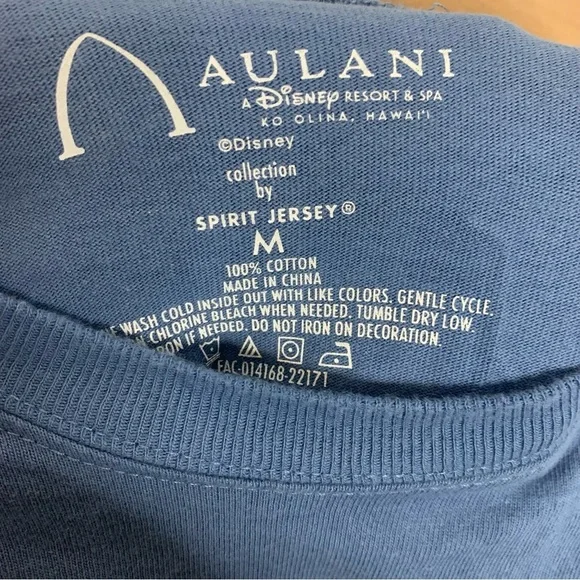 AULANI
A Disney RESORT & SPA
KO OLINA, HAWAI'I
©Disney
collection
by
SPIRIT JERSEY®
M
100% COTTON
MADE IN CHINA
WASH COLD INSIDE OUT WITH LIKE COLORS. GENTLE CYCLE.
CHLORINE BLEACH WHEN NEEDED. TUMBLE DRY LOW.
IF NEEDED. DO NOT IRON ON DECORATION.
FAC-014168-22171